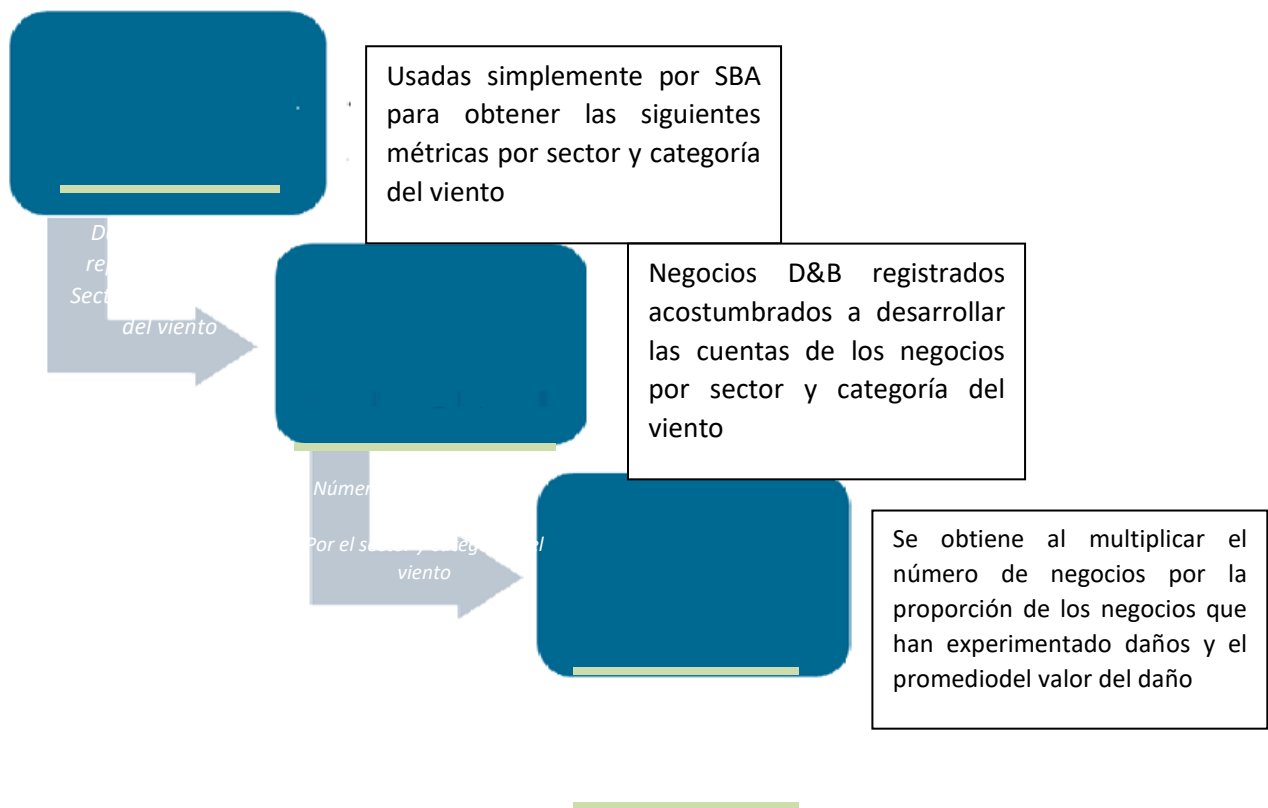 Usadas simplemente por SBA
para obtener las siguientes
métricas por sector y categoría
del viento
del viento
Negocios D&B registrados
acostumbrados a desarrollar
las cuentas de los negocios
por sector y categoría del
viento
Por el
viento
Se obtiene al multiplicar el
número de negocios por la
proporción de los negocios que
han experimentado daños y el
promediodel valor del daño